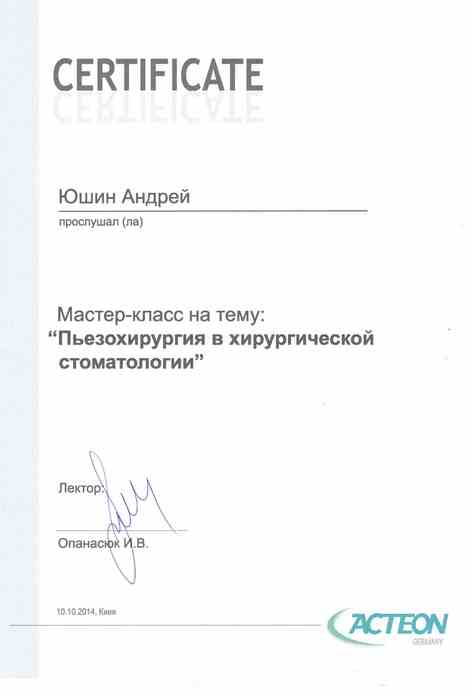 CERTIFICATE
Юшин Андрей
прослушал (ла)
Мастер-класс на тему:
“Пьезохирургия в хирургической
стоматологии”
Лектор:
Опанасюк И.В.
10.10.2014, Киев
ACTEON
GERMANY